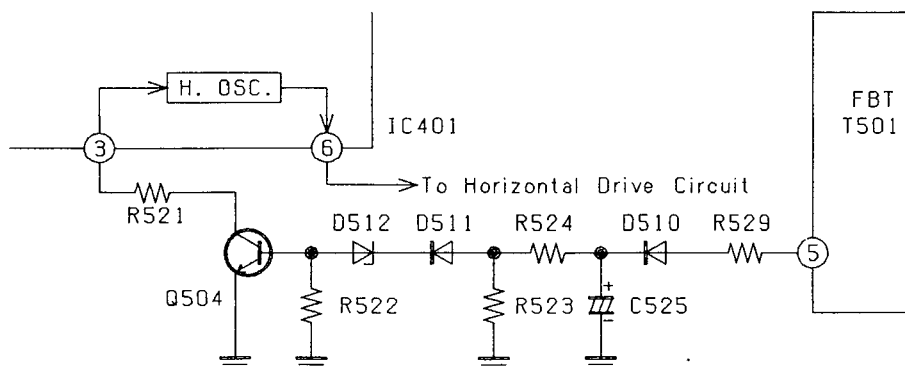 H. OSC.
FBT
T501
IC401
3
6
To Horizontal Drive Circuit
R521
D512
D511
R524
D510
R529
5
Q504
R522
R523
+
-
C525